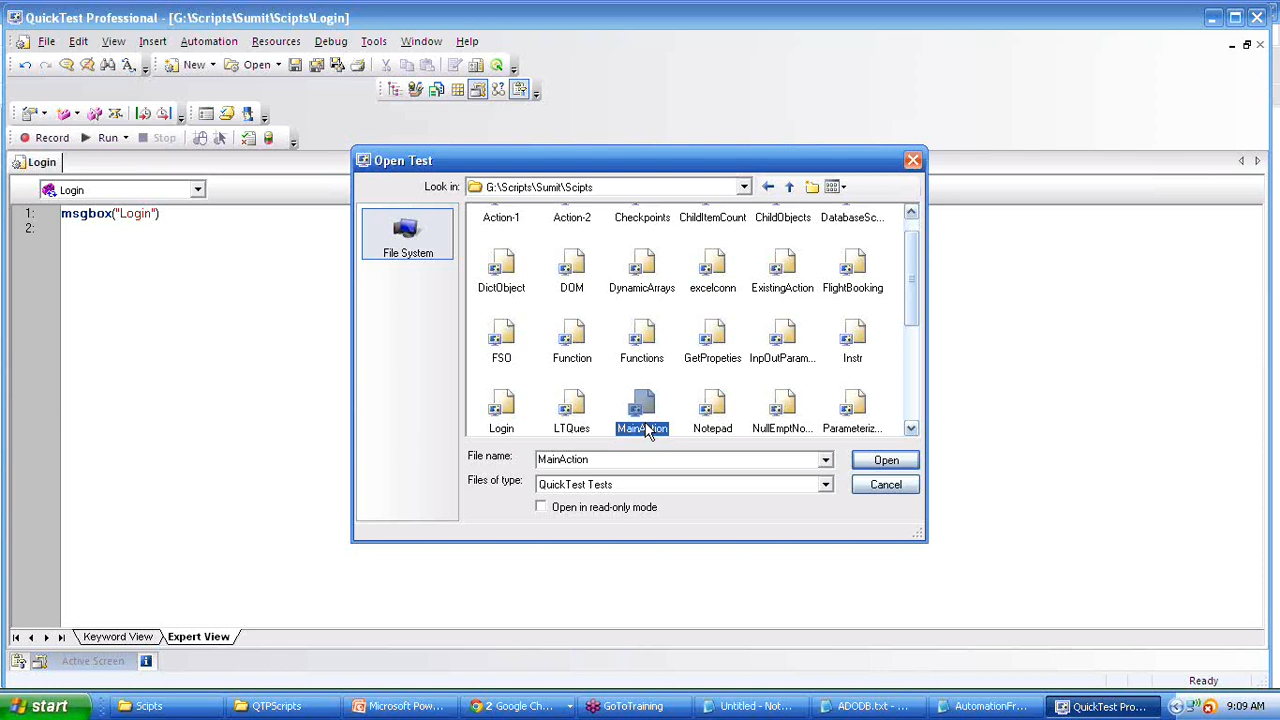 QuickTest Professional - [G:\Scripts\Sumit\Scipts\Login]
File Edit View Insert Automation Resources Debug Tools Window Help
New Open
Record Run Stop
Login
Login
1: msgbox("Login")
2:
Open Test
Look in: G:\Scripts\Sumit\Scipts
File System
Action-1 Action-2 Checkpoints ChildItemCount ChildObjects DatabaseSc...
DictObject DOM DynamicArrays excelconn ExistingAction FlightBooking
FSO Function Functions GetPropeties InpOutParam... Instr
Login LTQues MainAction Notepad NullEmptNo... Parameteriz...
File name: MainAction Open
Files of type: QuickTest Tests Cancel
Open in read-only mode
Keyword View Expert View
Active Screen
Ready
start Scipts QTPScripts Microsoft Pow... 2 Google Ch... GoToTraining Untitled - Not... ADODB.txt - ... AutomationFr... QuickTest Pro... 9:09 AM